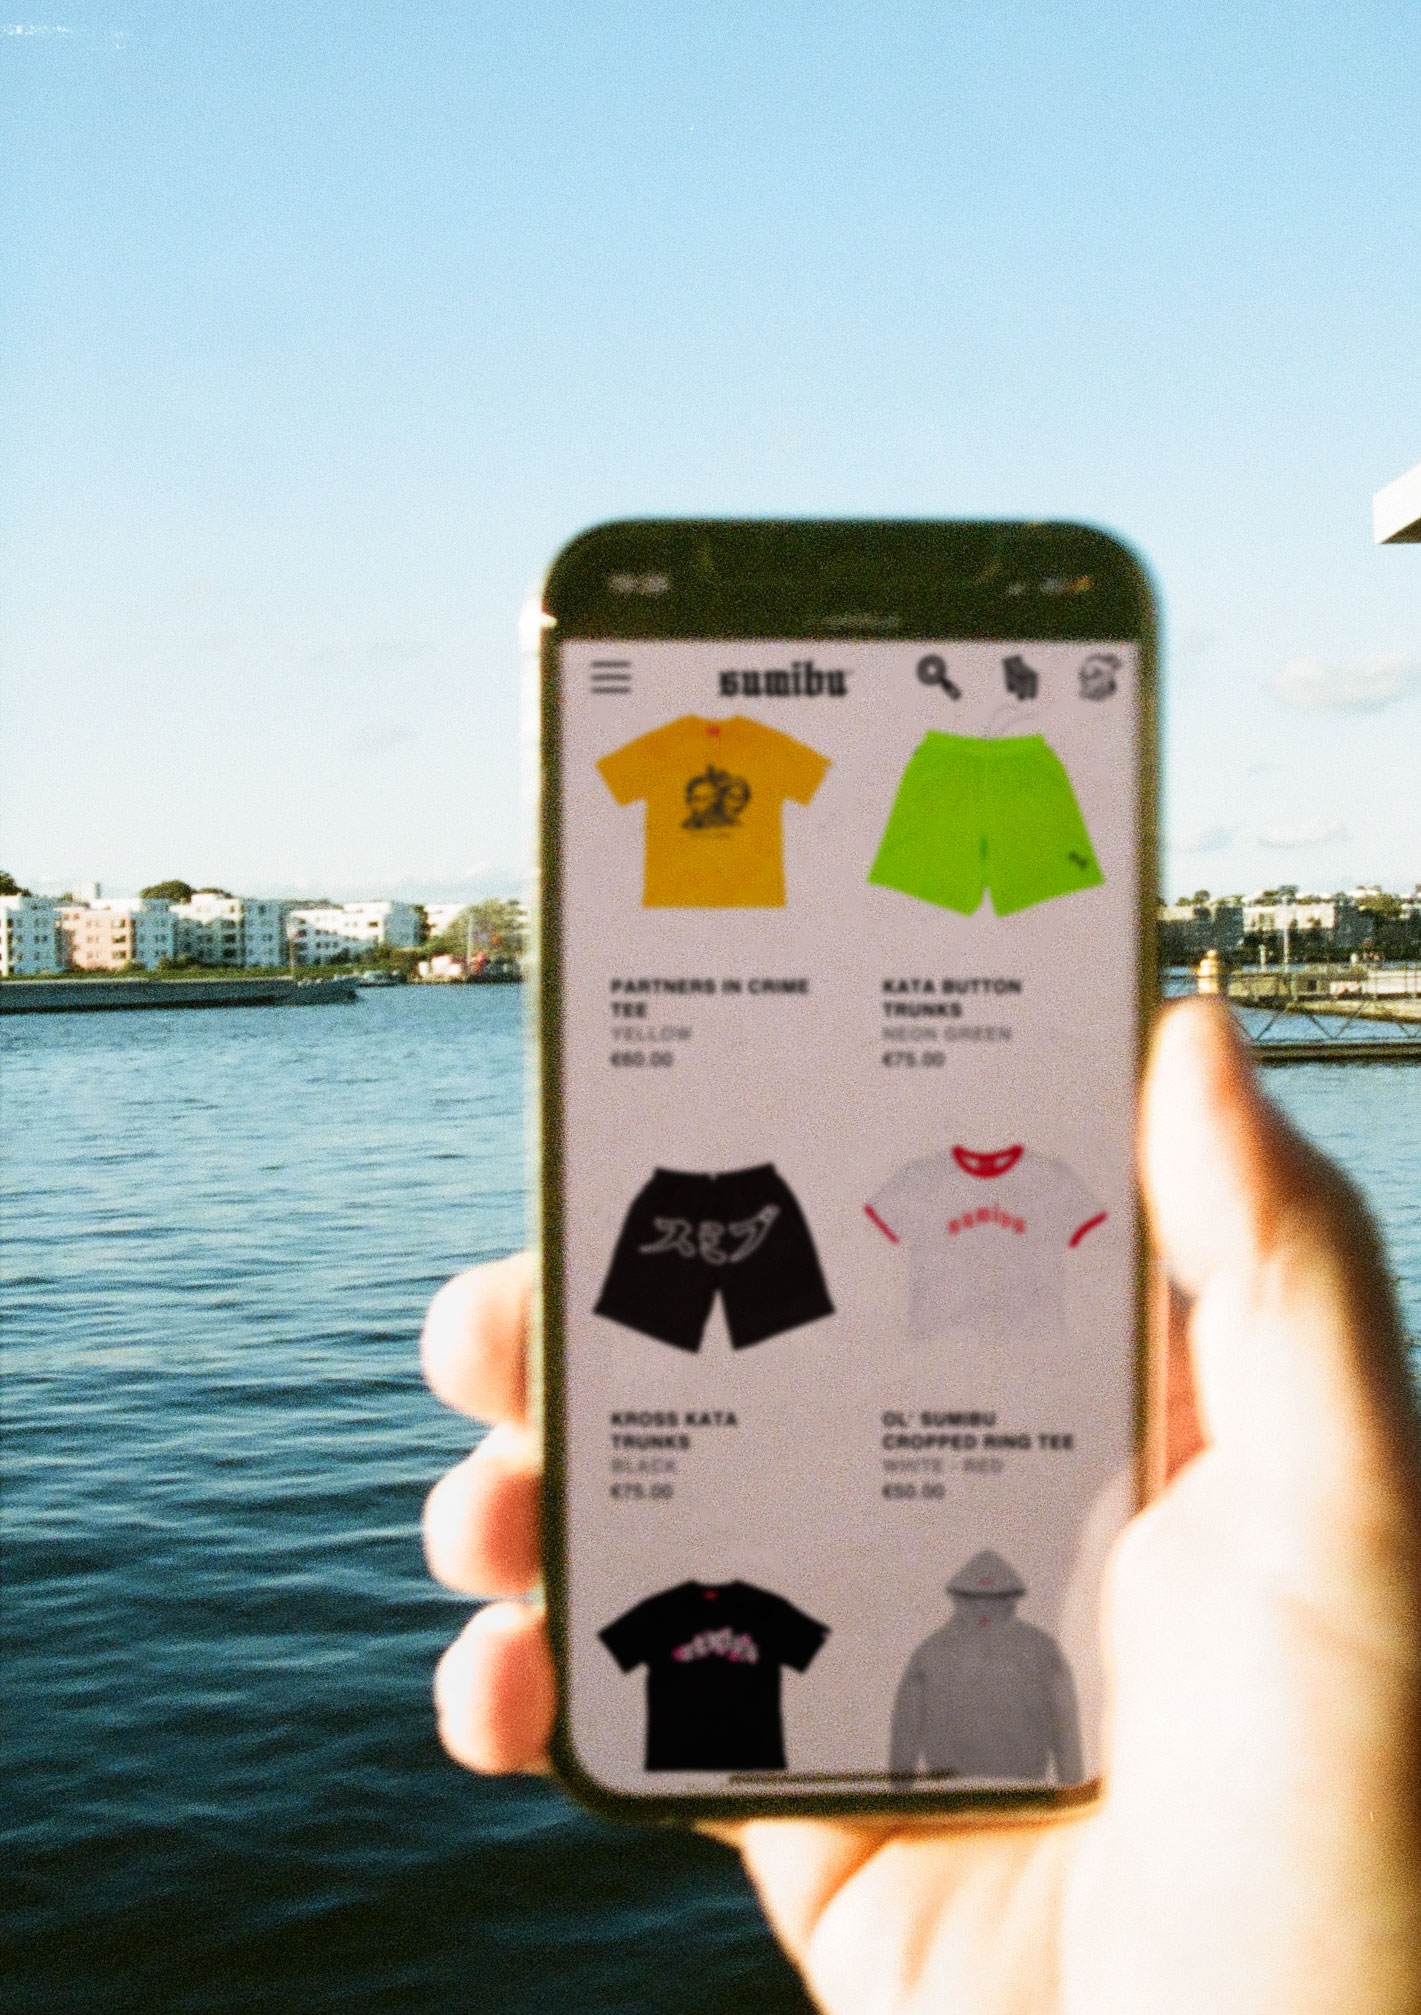 sumibu
PARTNERS IN CRIME
TEE
YELLOW
€60.00
KATA BUTTON
TRUNKS
NEON GREEN
€75.00
スミブ
sumibu
KROSS KATA
TRUNKS
BLACK
€75.00
OL' SUMIBU
CROPPED RING TEE
WHITE - RED
€50.00